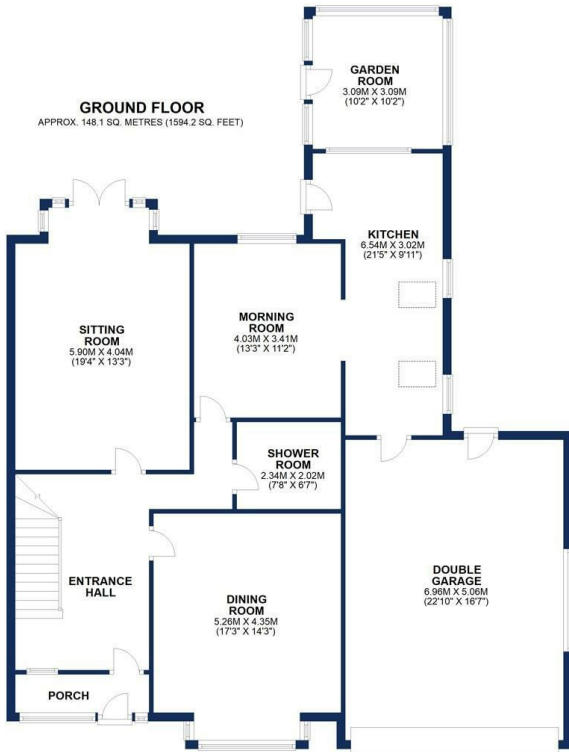 GARDEN
ROOM
3.09M X 3.09M
(10'2" X 10'2")
GROUND FLOOR
APPROX. 148.1 SQ. METRES (1594.2 SQ. FEET)
KITCHEN
6.54M X 3.02M
(21'5" X 9'11")
SITTING
ROOM
5.90M X 4.04M
(19'4" X 13'3")
MORNING
ROOM
4.03M X 3.41M
(13'3" X 11'2")
SHOWER
ROOM
2.34M X 2.02M
(7'8" X 6'7")
ENTRANCE
HALL
DINING
ROOM
5.26M X 4.35M
(17'3" X 14'3")
DOUBLE
GARAGE
6.96M X 5.06M
(22'10" X 16'7")
PORCH